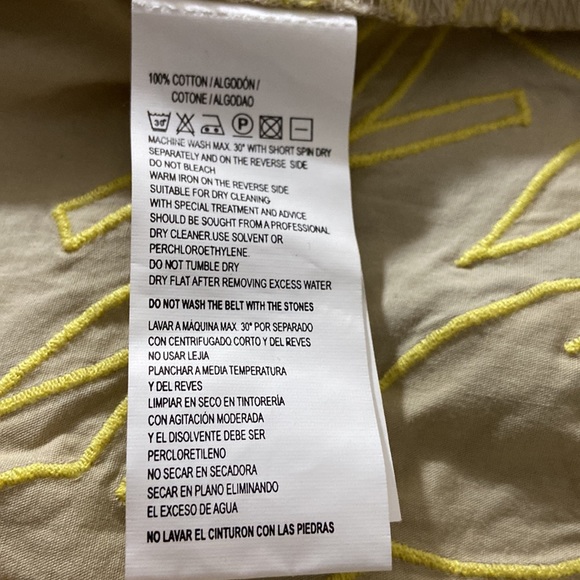 100% COTTON / ALGODÓN /
COTONE / ALGODAO
30° P
MACHINE WASH MAX. 30° WITH SHORT SPIN DRY
SEPARATELY AND ON THE REVERSE SIDE
DO NOT BLEACH
WARM IRON ON THE REVERSE SIDE
SUITABLE FOR DRY CLEANING
WITH SPECIAL TREATMENT AND ADVICE
SHOULD BE SOUGHT FROM A PROFESSIONAL
DRY CLEANER.USE SOLVENT OR
PERCHLOROETHYLENE.
DO NOT TUMBLE DRY
DRY FLAT AFTER REMOVING EXCESS WATER
DO NOT WASH THE BELT WITH THE STONES
LAVAR A MÁQUINA MAX. 30° POR SEPARADO
CON CENTRIFUGADO CORTO Y DEL REVES
NO USAR LEJIA
PLANCHAR A MEDIA TEMPERATURA
Y DEL REVES
LIMPIAR EN SECO EN TINTORERÍA
CON AGITACIÓN MODERADA
Y EL DISOLVENTE DEBE SER
PERCLORETILENO
NO SECAR EN SECADORA
SECAR EN PLANO ELIMINANDO
EL EXCESO DE AGUA
NO LAVAR EL CINTURON CON LAS PIEDRAS